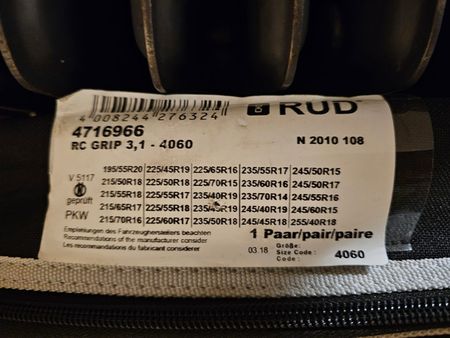 4 008244 276324
RUD
4716966
RC GRIP 3,1 - 4060
N 2010 108
V 5117
geprüft
PKW
195/55R20 225/45R19 225/65R16 235/55R17 245/50R15
215/50R18 225/50R18 225/70R15 235/60R16 245/50R17
215/55R18 225/55R17 235/40R19 235/70R14 245/55R16
215/65R17 235/45R19 245/40R19 245/60R15
215/70R16 225/60R17 235/50R18 245/45R18 255/40R18
Empfehlungen des Fahrzeugherstellers beachten
Recommendations of the manufacturer consider
Les recommandations du fabricant considerer
1 Paar/pair/paire
03.18
Größe:
Size Code:
Code:
4060